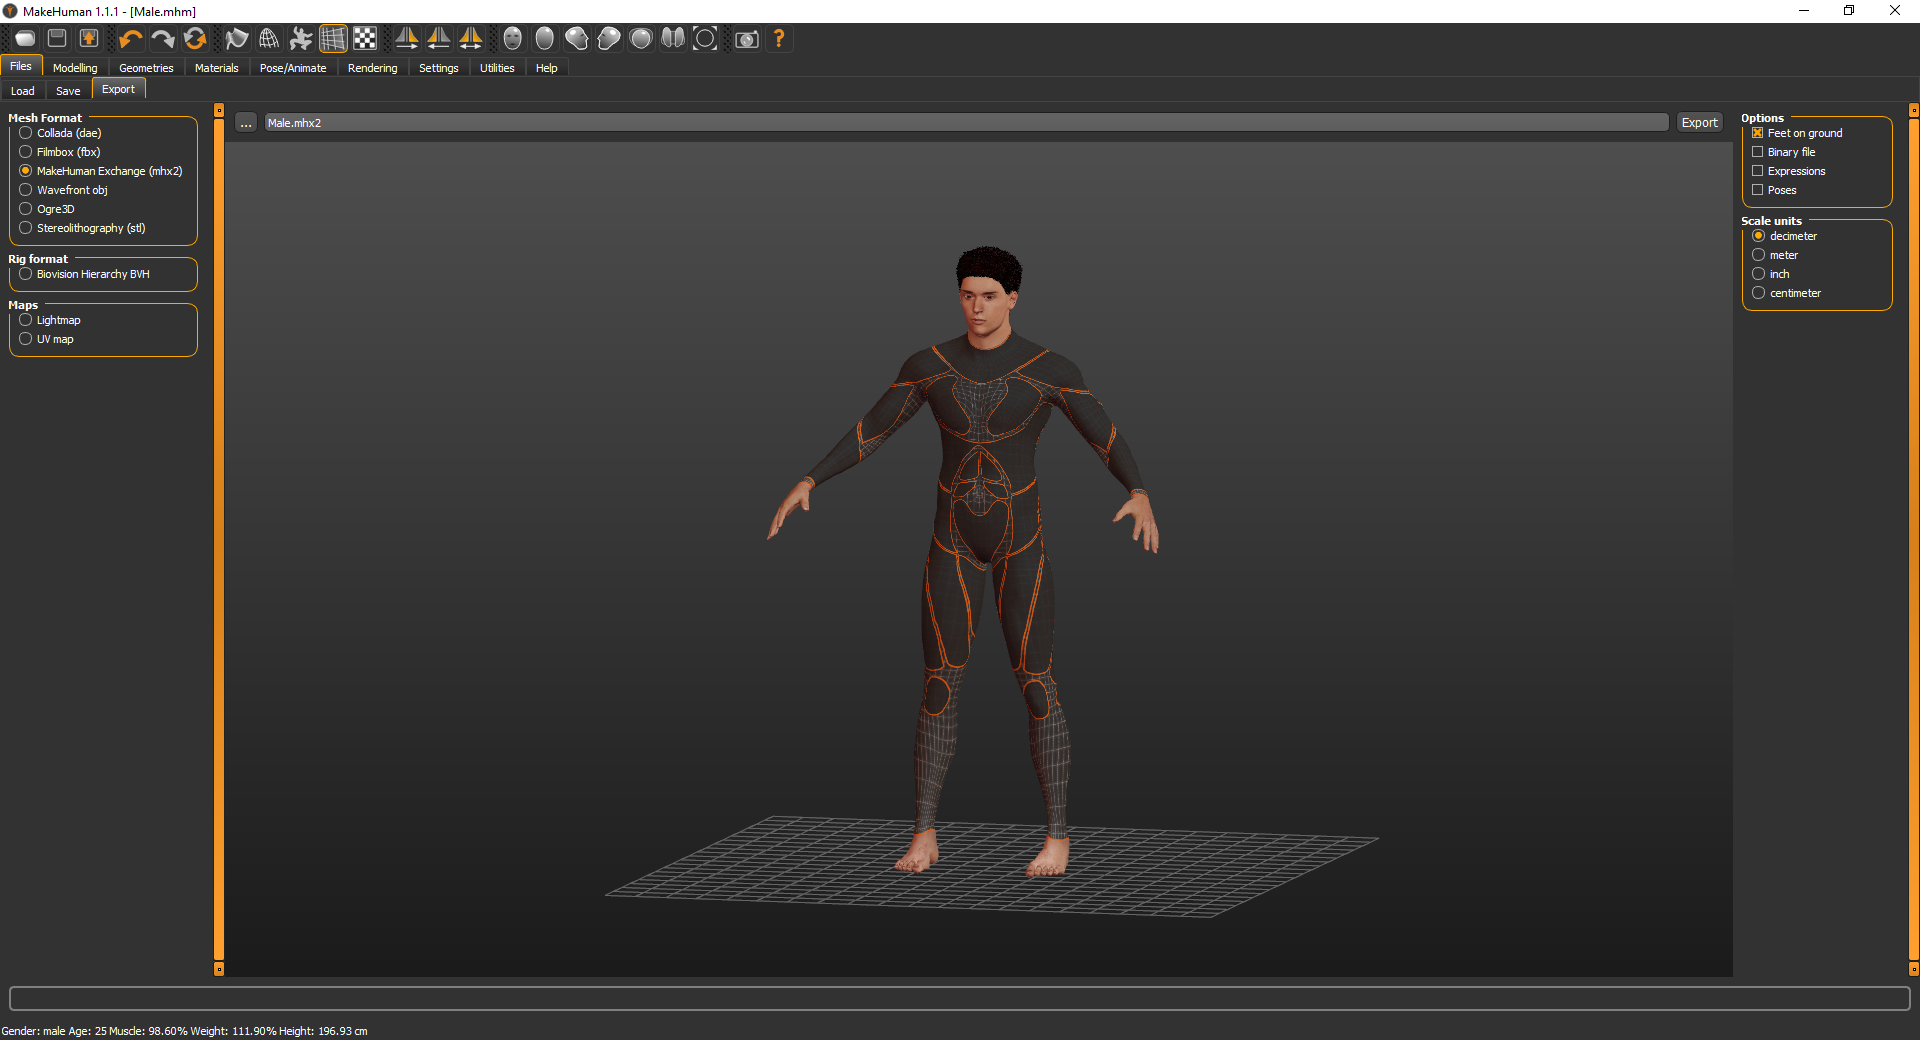 MakeHuman 1.1.1 - [Male.mhm]
Files Modelling Geometries Materials Pose/Animate Rendering Settings Utilities Help
Load Save Export
Mesh Format
Collada (dae)
Filmbox (fbx)
MakeHuman Exchange (mhx2)
Wavefront obj
Ogre3D
Stereolithography (stl)
Rig format
Biovision Hierarchy BVH
Maps
Lightmap
UV map
... Male.mhx2 Export
Options
Feet on ground
Binary file
Expressions
Poses
Scale units
decimeter
meter
inch
centimeter
Gender: male Age: 25 Muscle: 98.60% Weight: 111.90% Height: 196.93 cm